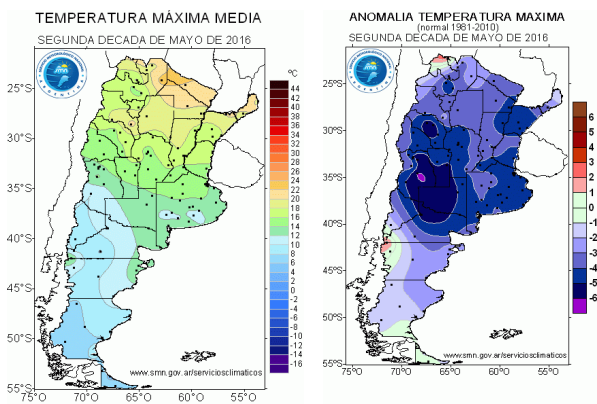 TEMPERATURA MÁXIMA MEDIA
SEGUNDA DECADA DE MAYO DE 2016
smn
25°S
30°S
35°S
40°S
45°S
50°S
55°S
75°O
70°O
65°O
60°O
55°O
ºC
44
42
40
38
36
34
32
30
28
26
24
22
20
18
16
14
12
10
8
6
4
2
0
-2
-4
-6
-8
-10
-12
-14
-16
www.smn.gov.ar/serviciosclimaticos
ANOMALIA TEMPERATURA MAXIMA
(normal 1981-2010)
SEGUNDA DECADA DE MAYO DE 2016
smn
25°S
30°S
35°S
40°S
45°S
50°S
55°S
75°O
70°O
65°O
60°O
55°O
6
5
4
3
2
1
-1
-2
-3
-4
-5
-6
www.smn.gov.ar/serviciosclimaticos